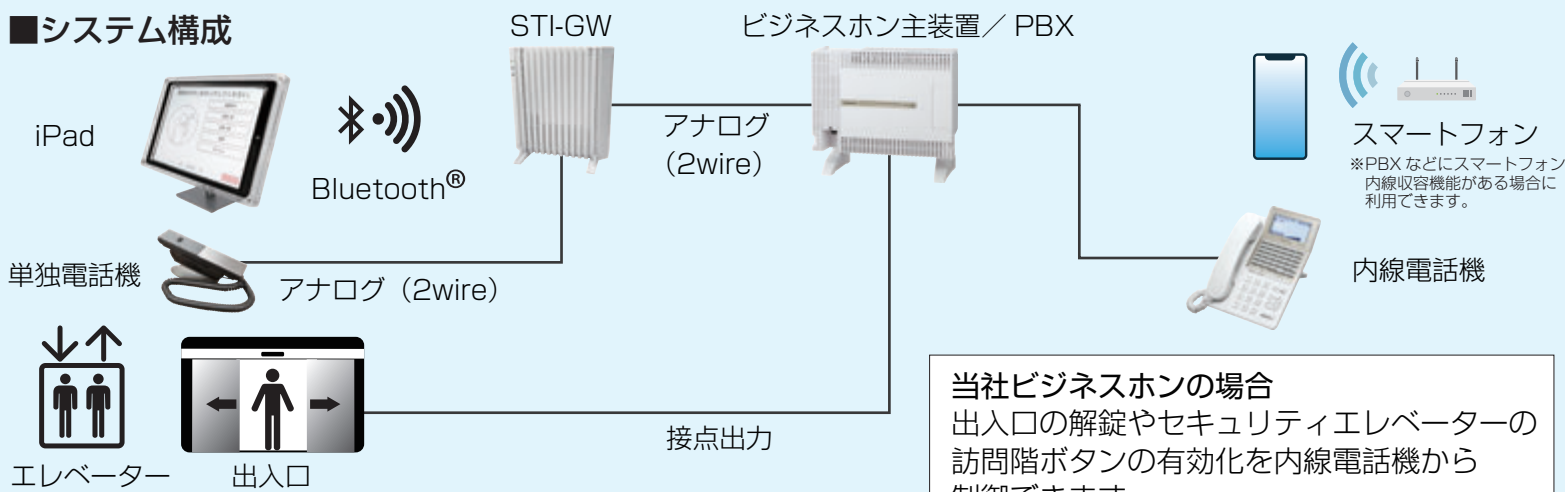 ■システム構成
STI-GW
ビジネスホン主装置／ PBX
iPad
Bluetooth®
アナログ
（2wire）
スマートフォン
※PBX などにスマートフォン
内線収容機能がある場合に
利用できます。
単独電話機
アナログ（2wire）
内線電話機
接点出力
エレベーター
出入口
当社ビジネスホンの場合
出入口の解錠やセキュリティエレベーターの
訪問階ボタンの有効化を内線電話機から
制御できます